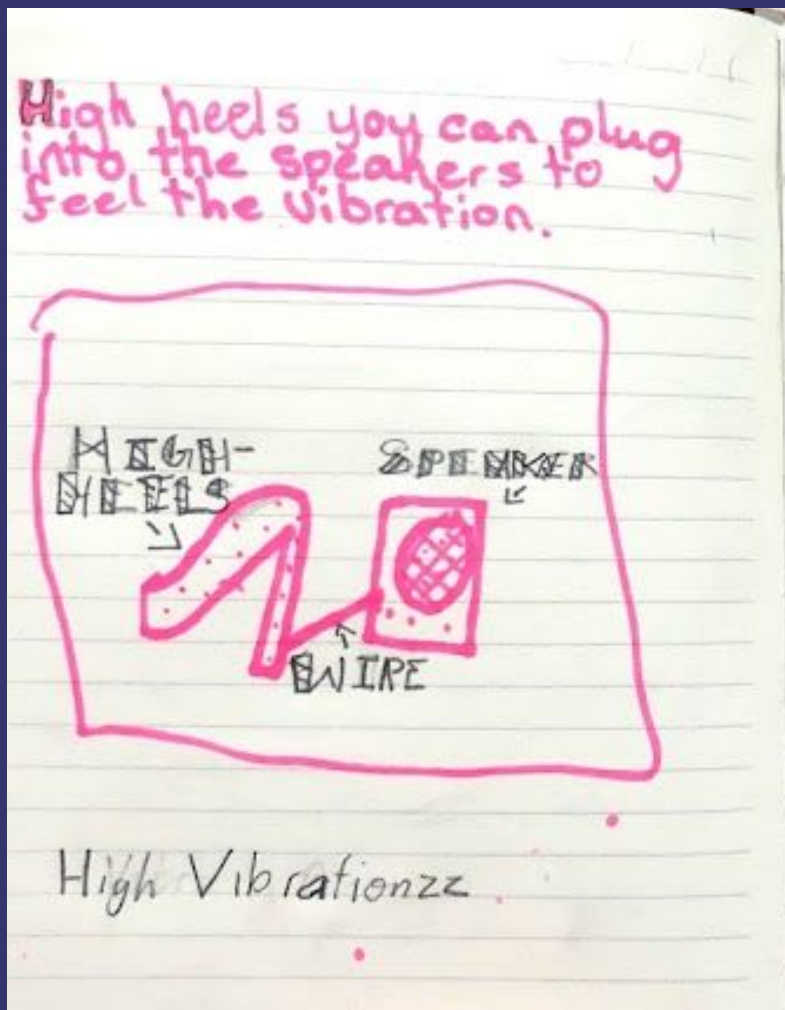 High heels you can plug
into the speakers to
feel the vibration.
HIGH-
HEELS
SPEAKER
WIRE
High Vibrationzz